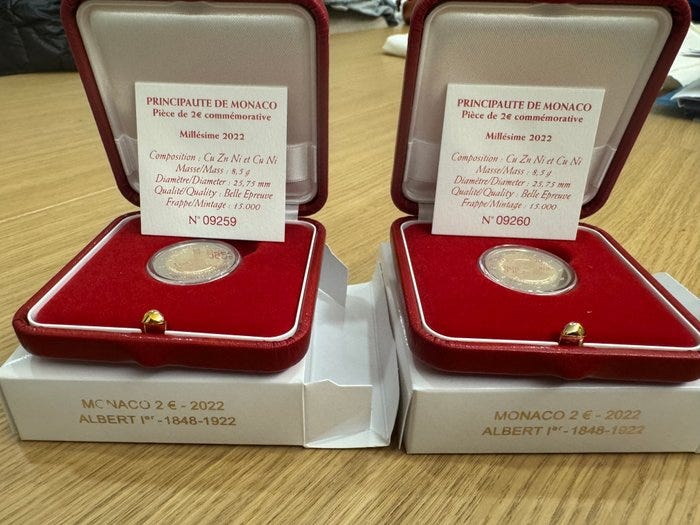 PRINCIPAUTE DE MONACO
Pièce de 2€ commémorative
Millésime 2022
Composition : Cu Zn Ni et Cu Ni
Masse/Mass : 8,5 g
Diamètre/Diameter : 25,75 mm
Qualité/Quality : Belle Epreuve
Frappe/Mintage : 15.000
N° 09259
MONACO 2 € - 2022
ALBERT Iᵉʳ - 1848-1922
PRINCIPAUTE DE MONACO
Pièce de 2€ commémorative
Millésime 2022
Composition : Cu Zn Ni et Cu Ni
Masse/Mass : 8,5 g
Diamètre/Diameter : 25,75 mm
Qualité/Quality : Belle Epreuve
Frappe/Mintage : 15.000
N° 09260
MONACO 2 € - 2022
ALBERT Iᵉʳ - 1848-1922